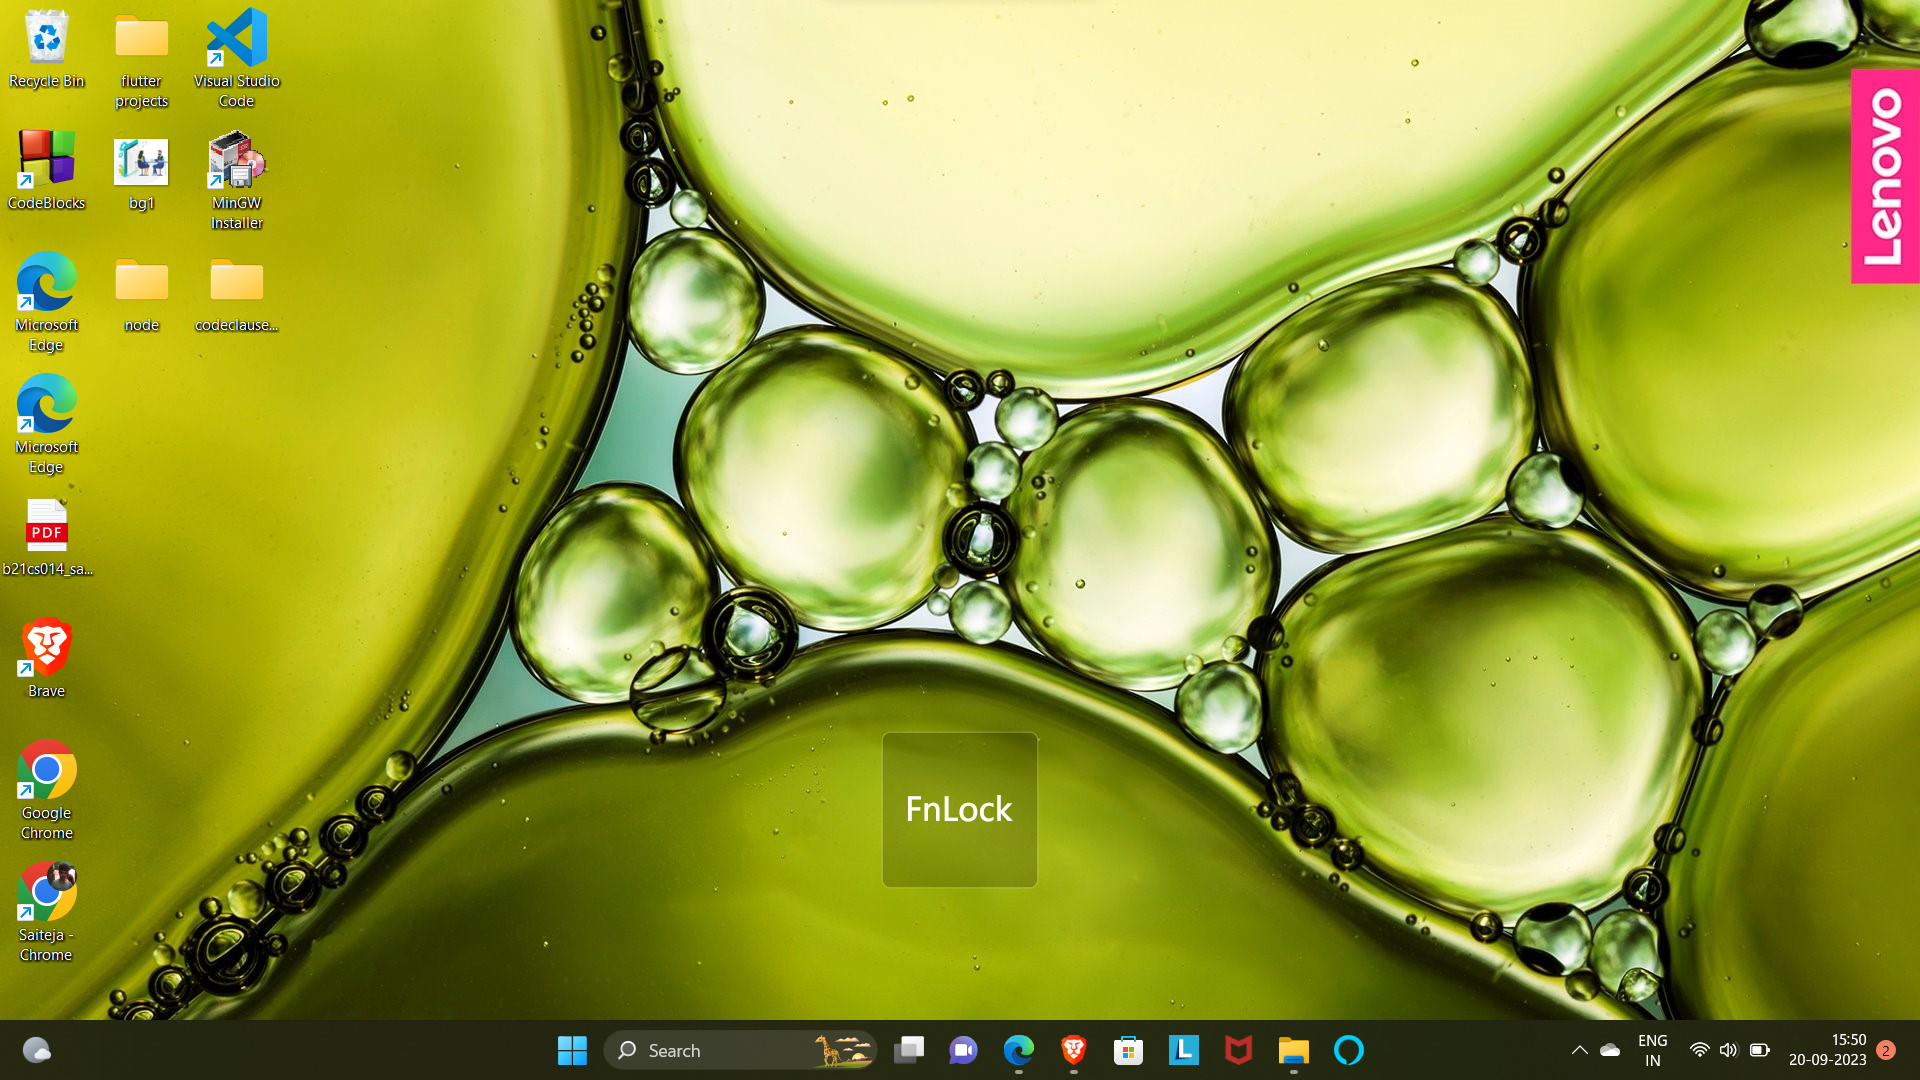 Recycle Bin
flutter
projects
Visual Studio
Code
CodeBlocks
bg1
MinGW
Installer
Microsoft
Edge
node
codeclause...
Microsoft
Edge
PDF
b21cs014_sa...
Brave
Google
Chrome
Saiteja -
Chrome
Lenovo
FnLock
Search
L
ENG
IN
15:50
20-09-2023
2